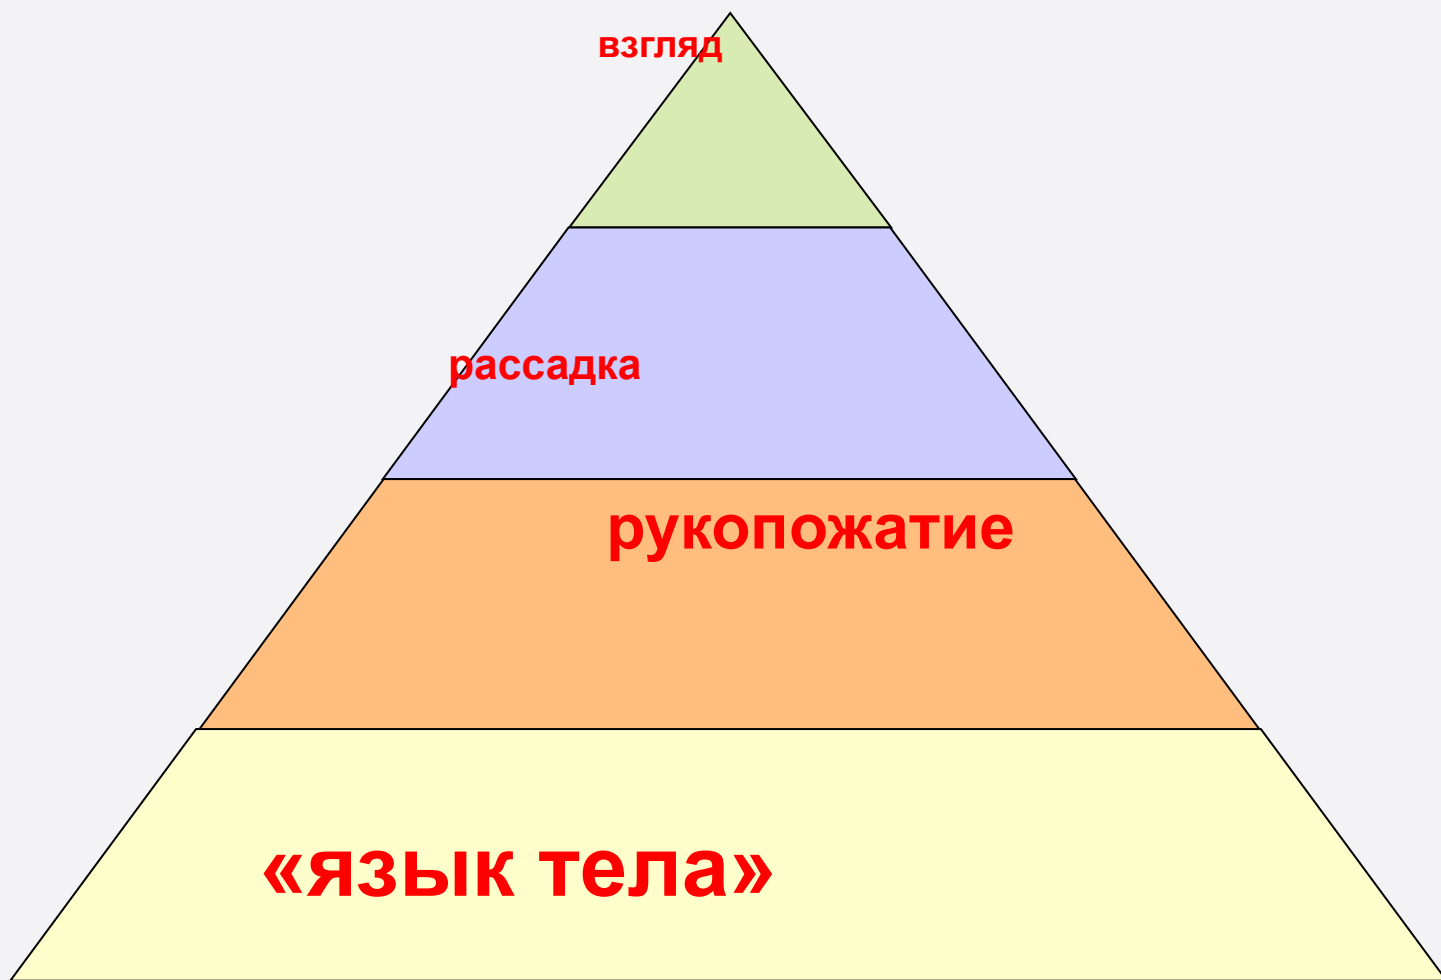 взгляд
рассадка
рукопожатие
«язык тела»